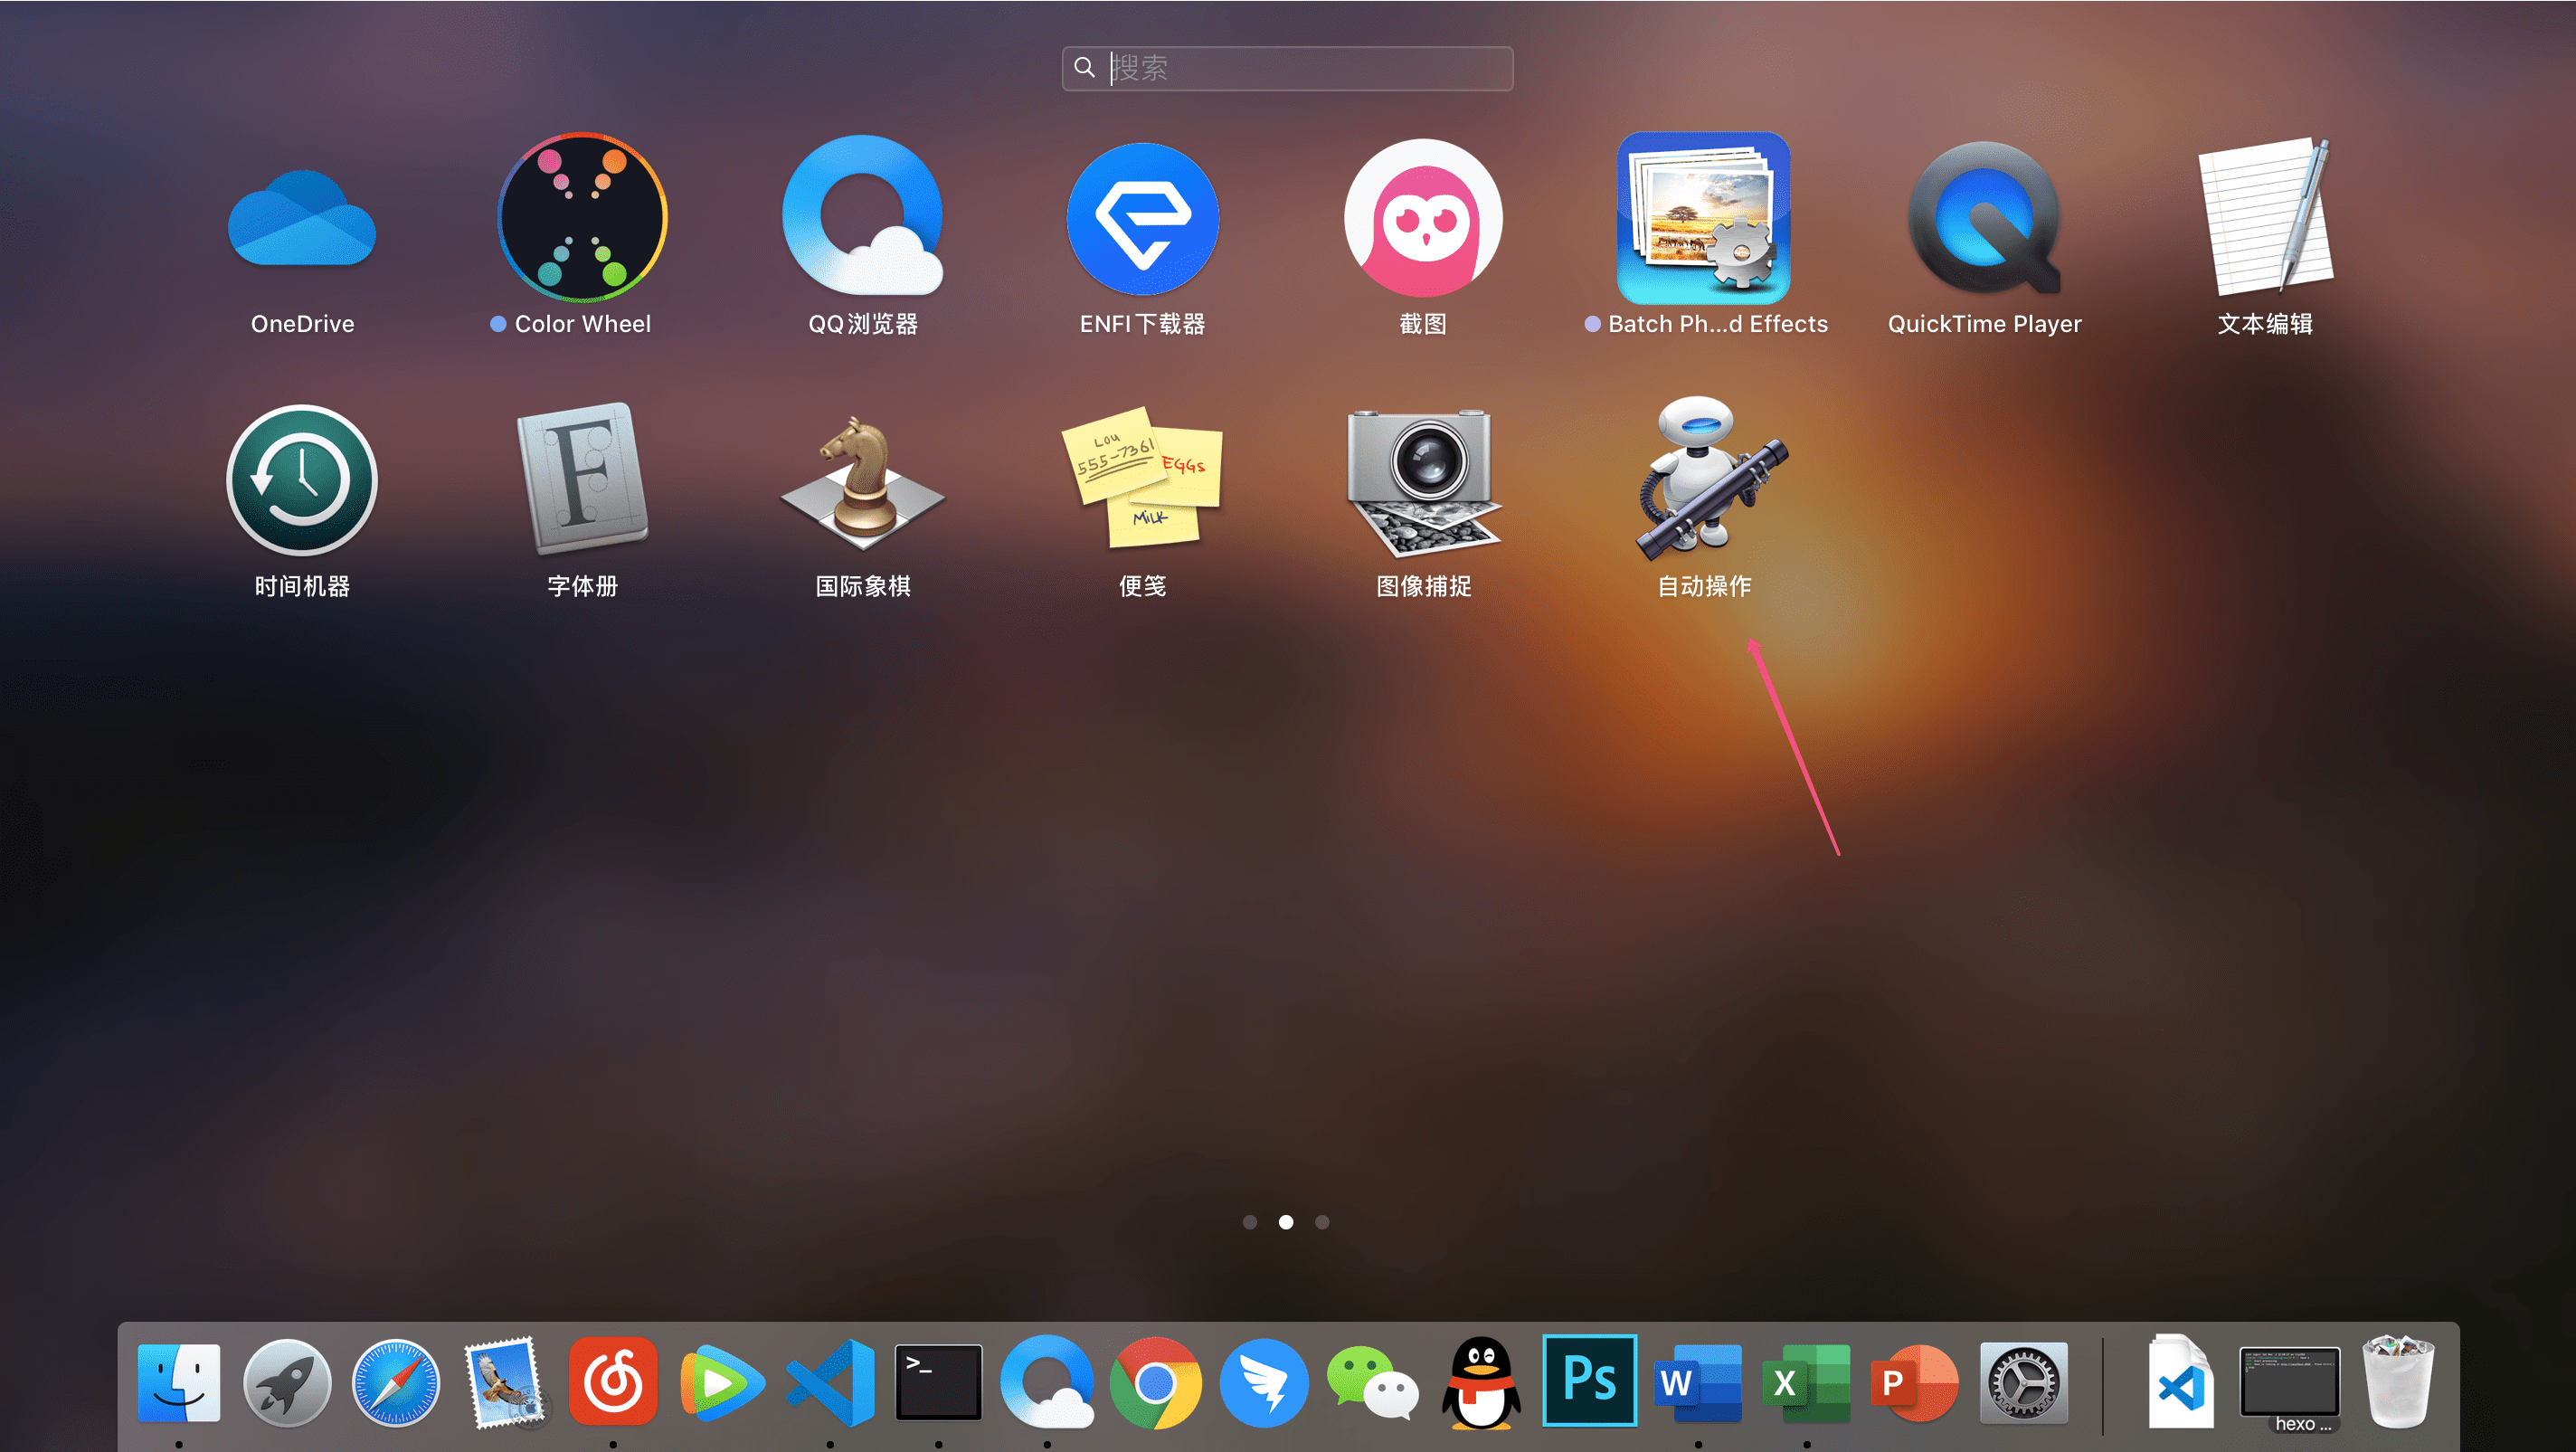 搜索
OneDrive
Color Wheel
QQ浏览器
ENFI下载器
截图
Batch Ph...d Effects
QuickTime Player
文本编辑
Lou
555-7361
EGGs
MiLK
F
时间机器
字体册
国际象棋
便笺
图像捕捉
自动操作
>_
Ps
W
X
P
hexo ...